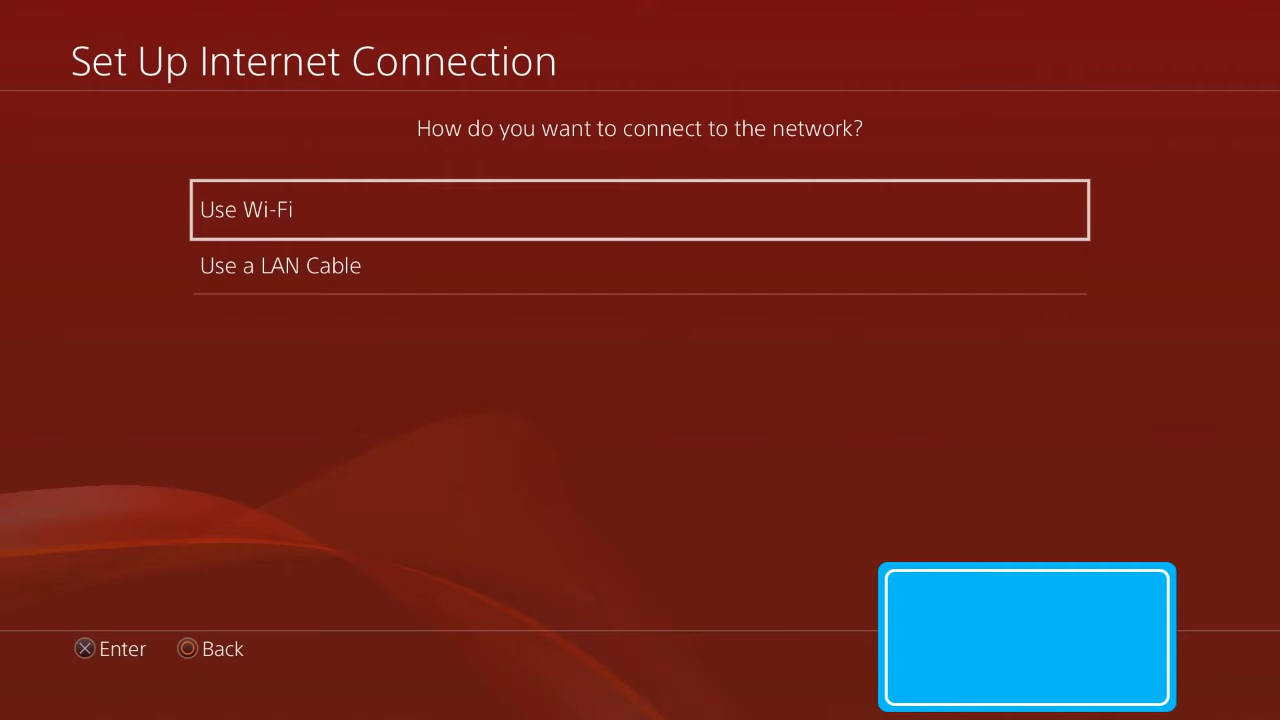 Set Up Internet Connection
How do you want to connect to the network?
Use Wi-Fi
Use a LAN Cable
Enter Back